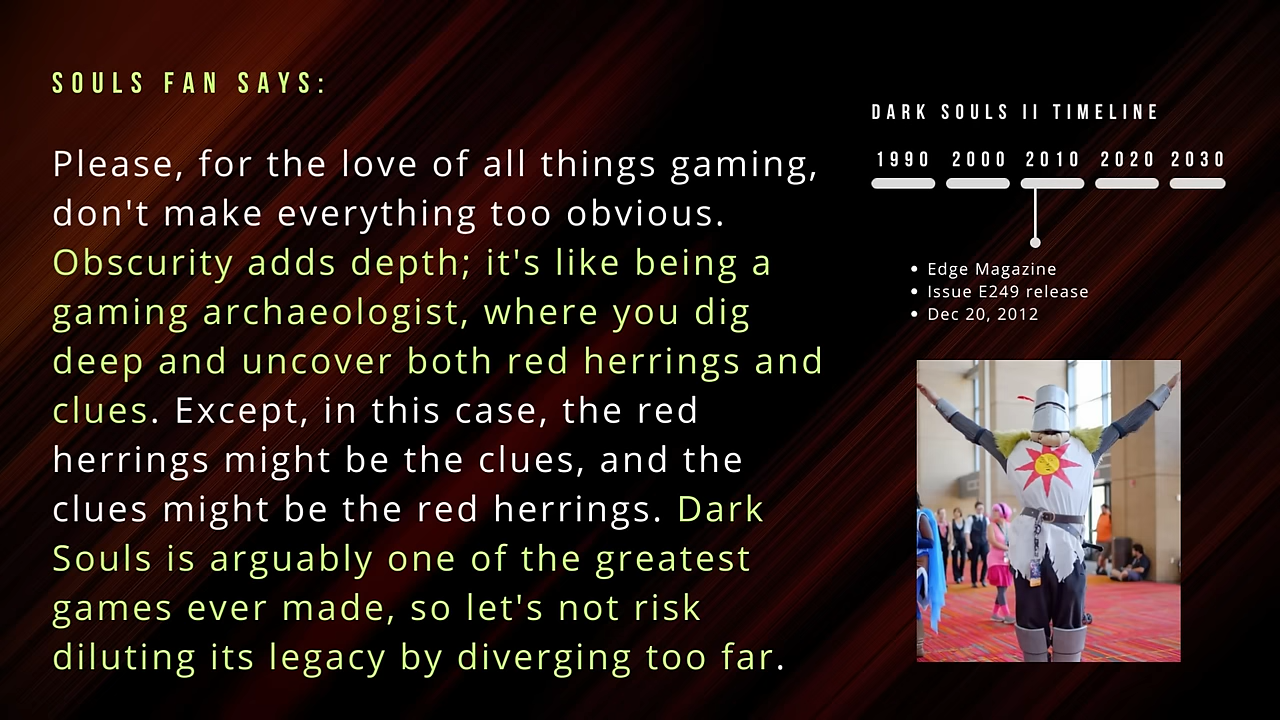 SOULS FAN SAYS:
Please, for the love of all things gaming,
don't make everything too obvious.
Obscurity adds depth; it's like being a
gaming archaeologist, where you dig
deep and uncover both red herrings and
clues. Except, in this case, the red
herrings might be the clues, and the
clues might be the red herrings. Dark
Souls is arguably one of the greatest
games ever made, so let's not risk
diluting its legacy by diverging too far.
DARK SOULS II TIMELINE
1990 2000 2010 2020 2030
• Edge Magazine
• Issue E249 release
• Dec 20, 2012